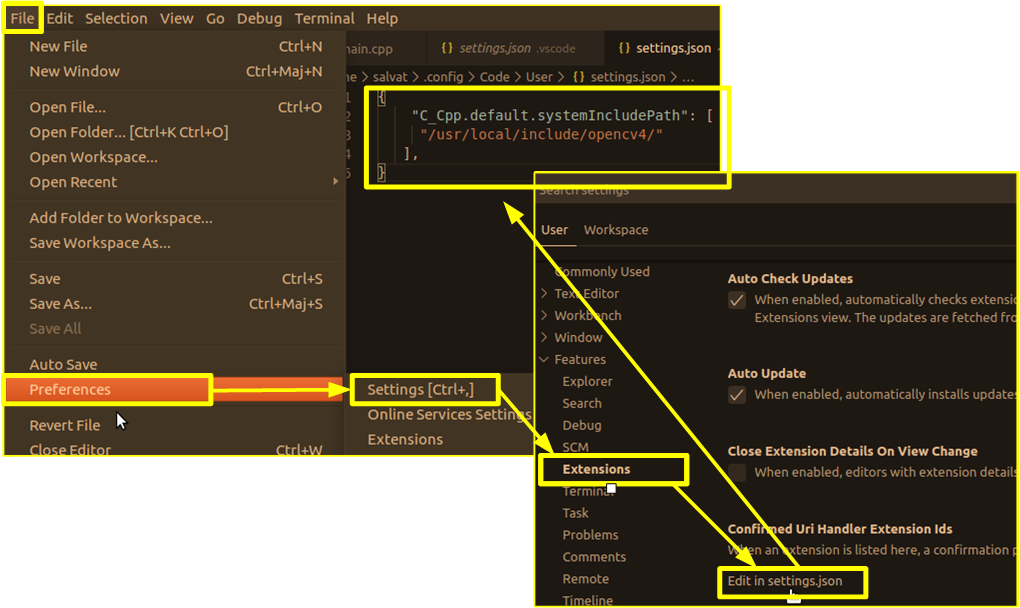 File Edit Selection View Go Debug Terminal Help
New File Ctrl+N
New Window Ctrl+Maj+N
Open File... Ctrl+O
Open Folder... [Ctrl+K Ctrl+O]
Open Workspace...
Open Recent
Add Folder to Workspace...
Save Workspace As...
Save Ctrl+S
Save As... Ctrl+Maj+S
Save All
Auto Save
Preferences
Revert File
Close Editor Ctrl+W
Settings [Ctrl+,]
Online Services Settings
Extensions
main.cpp {} settings.json .vscode {} settings.json
salvat > .config > Code > User > {} settings.json > ...
1 {
2 "C_Cpp.default.systemIncludePath": [
3 "/usr/local/include/opencv4/"
4 ],
5 }
Search settings
User Workspace
Commonly Used
Text Editor
Workbench
Window
Features
Explorer
Search
Debug
SCM
Extensions
Terminal
Task
Problems
Comments
Remote
Timeline
Auto Check Updates
When enabled, automatically checks
Extensions view. The updates are fetched
Auto Update
When enabled, automatically installs updates
Close Extension Details On View Change
When enabled, editors with extension details
Confirmed Uri Handler Extension Ids
When an extension is listed here, a confirmation
Edit in settings.json